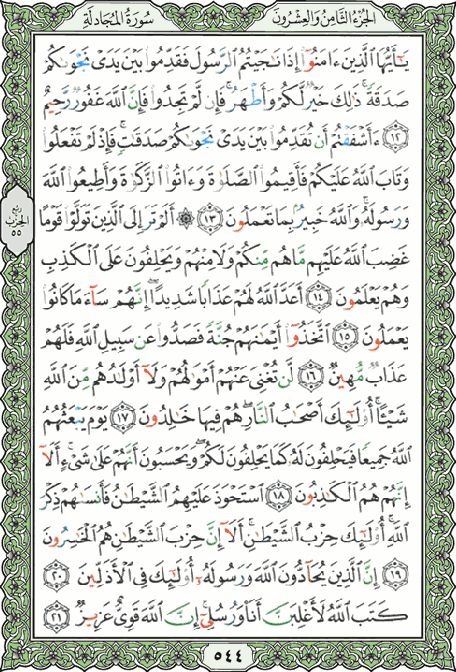 الجزء الثامن والعشرون
سورة المجادلة
يَٰٓأَيُّهَا ٱلَّذِينَ ءَامَنُوٓا۟ إِذَا نَٰجَيْتُمُ ٱلرَّسُولَ فَقَدِّمُوا۟ بَيْنَ يَدَىْ نَجْوَىٰكُمْ
صَدَقَةً ۚ ذَٰلِكَ خَيْرٌ لَّكُمْ وَأَطْهَرُ ۚ فَإِن لَّمْ تَجِدُوا۟ فَإِنَّ ٱللَّهَ غَفُورٌ رَّحِيمٌ
١٢ ءَأَشْفَقْتُمْ أَن تُقَدِّمُوا۟ بَيْنَ يَدَىْ نَجْوَىٰكُمْ صَدَقَٰتٍ ۚ فَإِذْ لَمْ تَفْعَلُوا۟
وَتَابَ ٱللَّهُ عَلَيْكُمْ فَأَقِيمُوا۟ ٱلصَّلَوٰةَ وَءَاتُوا۟ ٱلزَّكَوٰةَ وَأَطِيعُوا۟ ٱللَّهَ
وَرَسُولَهُۥ ۚ وَٱللَّهُ خَبِيرٌۢ بِمَا تَعْمَلُونَ ١٣ ۞ أَلَمْ تَرَ إِلَى ٱلَّذِينَ تَوَلَّوْا۟ قَوْمًا
غَضِبَ ٱللَّهُ عَلَيْهِم مَّا هُم مِّنكُمْ وَلَا مِنْهُمْ وَيَحْلِفُونَ عَلَى ٱلْكَذِبِ
وَهُمْ يَعْلَمُونَ ١٤ أَعَدَّ ٱللَّهُ لَهُمْ عَذَابًا شَدِيدًا ۖ إِنَّهُمْ سَآءَ مَا كَانُوا۟
يَعْمَلُونَ ١٥ ٱتَّخَذُوٓا۟ أَيْمَٰنَهُمْ جُنَّةً فَصَدُّوا۟ عَن سَبِيلِ ٱللَّهِ فَلَهُمْ
عَذَابٌ مُّهِينٌ ١٦ لَّن تُغْنِىَ عَنْهُمْ أَمْوَٰلُهُمْ وَلَآ أَوْلَٰدُهُم مِّنَ ٱللَّهِ
شَيْـًٔا ۚ أُو۟لَٰٓئِكَ أَصْحَٰبُ ٱلنَّارِ ۖ هُمْ فِيهَا خَٰلِدُونَ ١٧ يَوْمَ يَبْعَثُهُمُ
ٱللَّهُ جَمِيعًا فَيَحْلِفُونَ لَهُۥ كَمَا يَحْلِفُونَ لَكُمْ ۖ وَيَحْسَبُونَ أَنَّهُمْ عَلَىٰ شَىْءٍ ۚ أَلَآ
إِنَّهُمْ هُمُ ٱلْكَٰذِبُونَ ١٨ ٱسْتَحْوَذَ عَلَيْهِمُ ٱلشَّيْطَٰنُ فَأَنسَىٰهُمْ ذِكْرَ
ٱللَّهِ ۚ أُو۟لَٰٓئِكَ حِزْبُ ٱلشَّيْطَٰنِ ۚ أَلَآ إِنَّ حِزْبَ ٱلشَّيْطَٰنِ هُمُ ٱلْخَٰسِرُونَ
١٩ إِنَّ ٱلَّذِينَ يُحَآدُّونَ ٱللَّهَ وَرَسُولَهُۥٓ أُو۟لَٰٓئِكَ فِى ٱلْأَذَلِّينَ ٢٠
كَتَبَ ٱللَّهُ لَأَغْلِبَنَّ أَنَا۠ وَرُسُلِىٓ ۚ إِنَّ ٱللَّهَ قَوِىٌّ عَزِيزٌ ٢١
ربع
الحزب
٥٥
٥٤٤